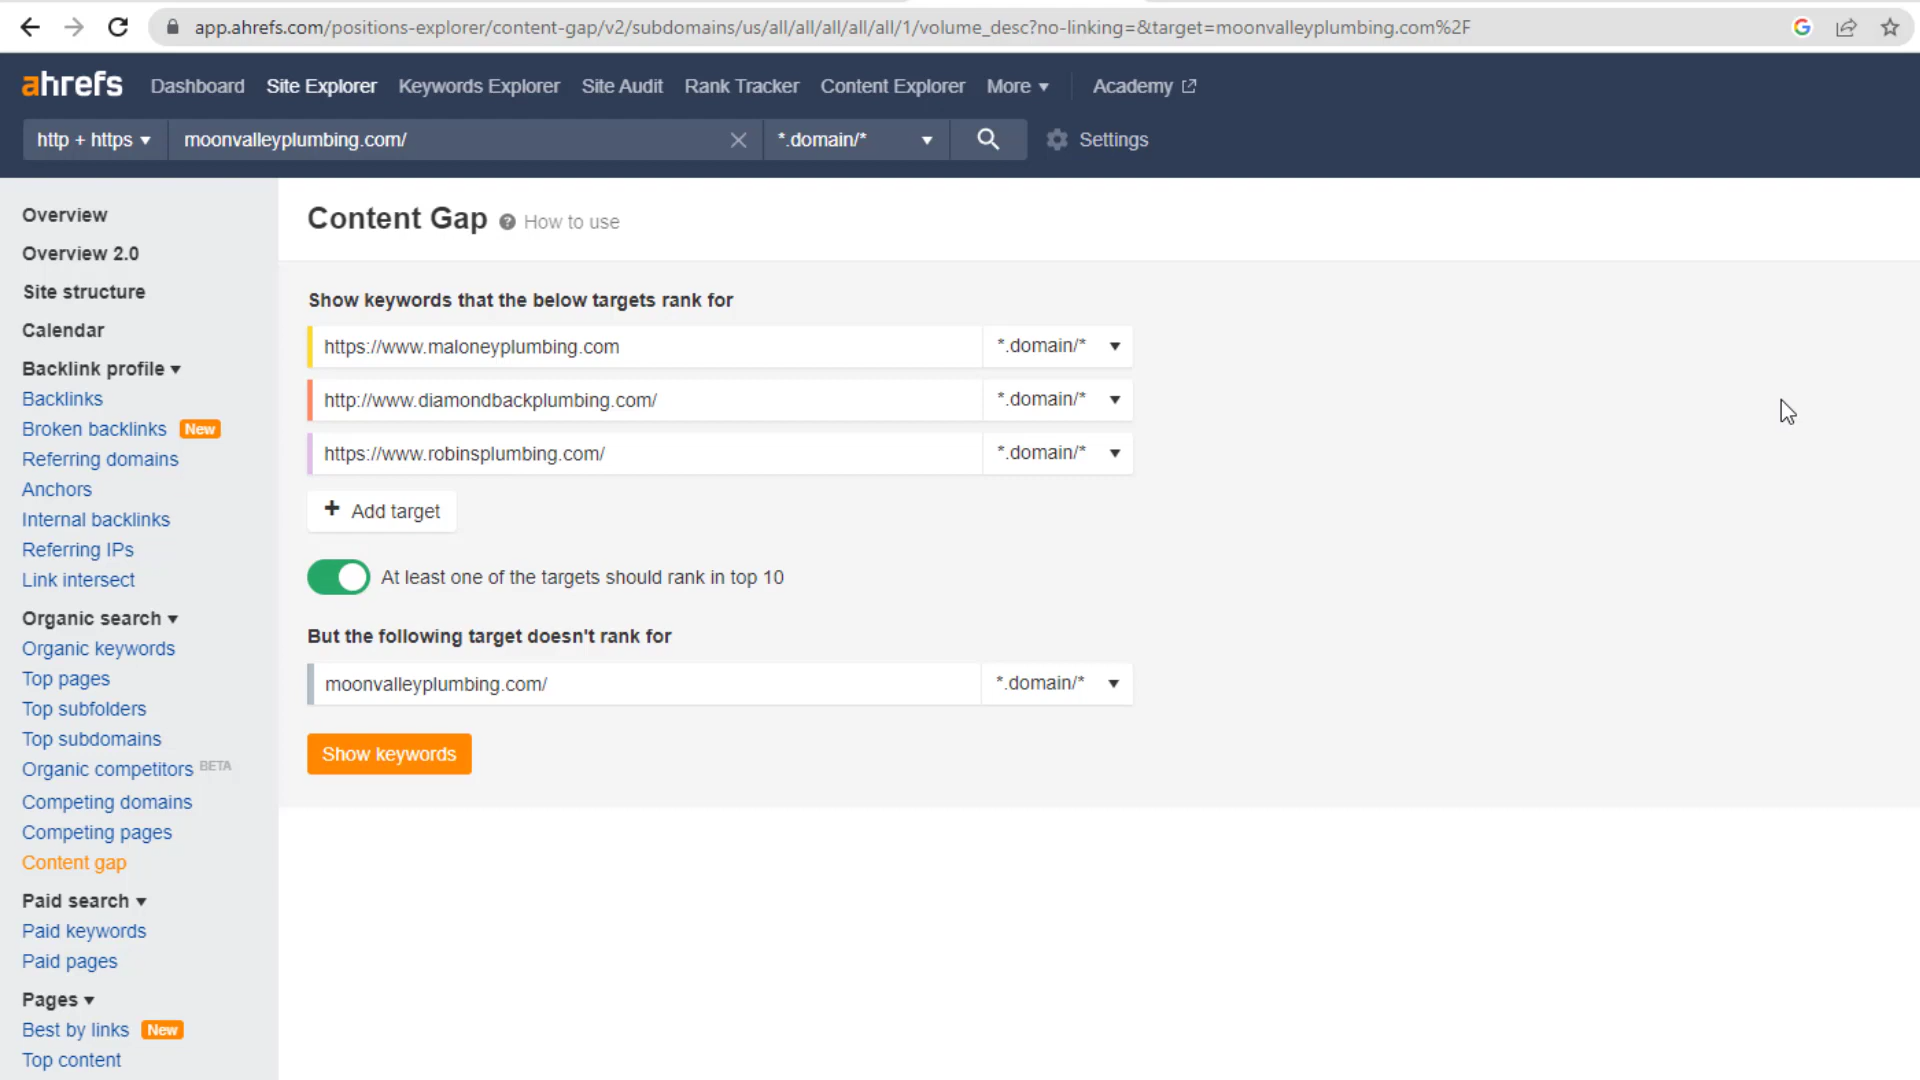 app.ahrefs.com/positions-explorer/content-gap/v2/subdomains/us/all/all/all/all/all/1/volume_desc?no-linking=&target=moonvalleyplumbing.com%2F
ahrefs Dashboard Site Explorer Keywords Explorer Site Audit Rank Tracker Content Explorer More Academy
http + https moonvalleyplumbing.com/ *.domain/* Settings
Overview
Overview 2.0
Site structure
Calendar
Backlink profile
Backlinks
Broken backlinks New
Referring domains
Anchors
Internal backlinks
Referring IPs
Link intersect
Organic search
Organic keywords
Top pages
Top subfolders
Top subdomains
Organic competitors BETA
Competing domains
Competing pages
Content gap
Paid search
Paid keywords
Paid pages
Pages
Best by links New
Top content
Content Gap ? How to use
Show keywords that the below targets rank for
https://www.maloneyplumbing.com *.domain/*
http://www.diamondbackplumbing.com/ *.domain/*
https://www.robinsplumbing.com/ *.domain/*
+ Add target
At least one of the targets should rank in top 10
But the following target doesn't rank for
moonvalleyplumbing.com/ *.domain/*
Show keywords